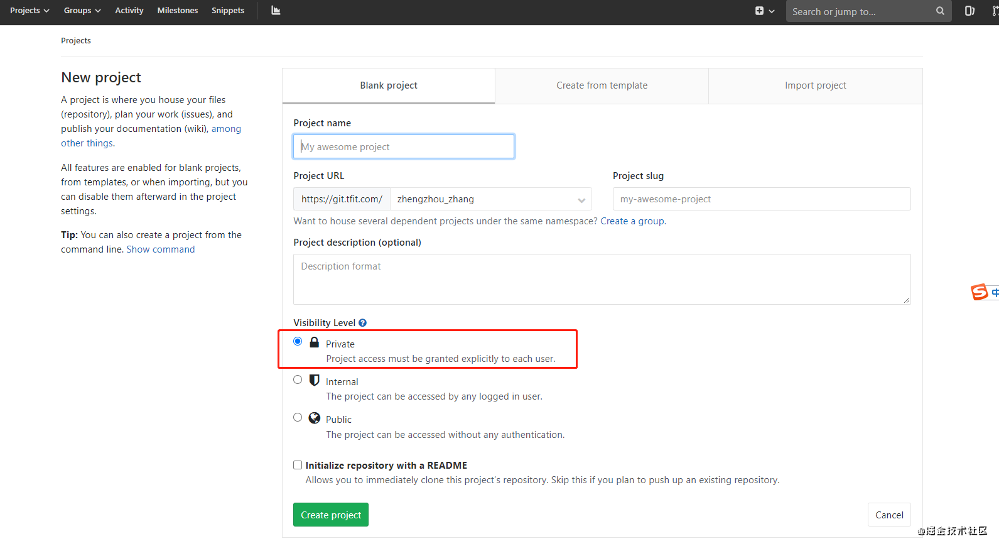 Projects Groups Activity Milestones Snippets Search or jump to...
Projects
New project
A project is where you house your files
(repository), plan your work (issues), and
publish your documentation (wiki), among
other things.
All features are enabled for blank projects,
from templates, or when importing, but you
can disable them afterward in the project
settings.
Tip: You can also create a project from the
command line. Show command
Blank project Create from template Import project
Project name
My awesome project
Project URL Project slug
https://git.tfit.com/ zhengzhou_zhang my-awesome-project
Want to house several dependent projects under the same namespace? Create a group.
Project description (optional)
Description format
Visibility Level ?
Private
Project access must be granted explicitly to each user.
Internal
The project can be accessed by any logged in user.
Public
The project can be accessed without any authentication.
Initialize repository with a README
Allows you to immediately clone this project’s repository. Skip this if you plan to push up an existing repository.
Create project Cancel
S 中
@掘金技术社区